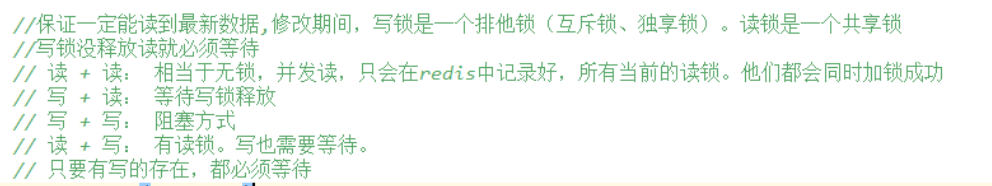 //保证一定能读到最新数据,修改期间，写锁是一个排他锁（互斥锁、独享锁）。读锁是一个共享锁
//写锁没释放读就必须等待
// 读 + 读： 相当于无锁，并发读，只会在redis中记录好，所有当前的读锁。他们都会同时加锁成功
// 写 + 读： 等待写锁释放
// 写 + 写： 阻塞方式
// 读 + 写： 有读锁。写也需要等待。
// 只要有写的存在，都必须等待